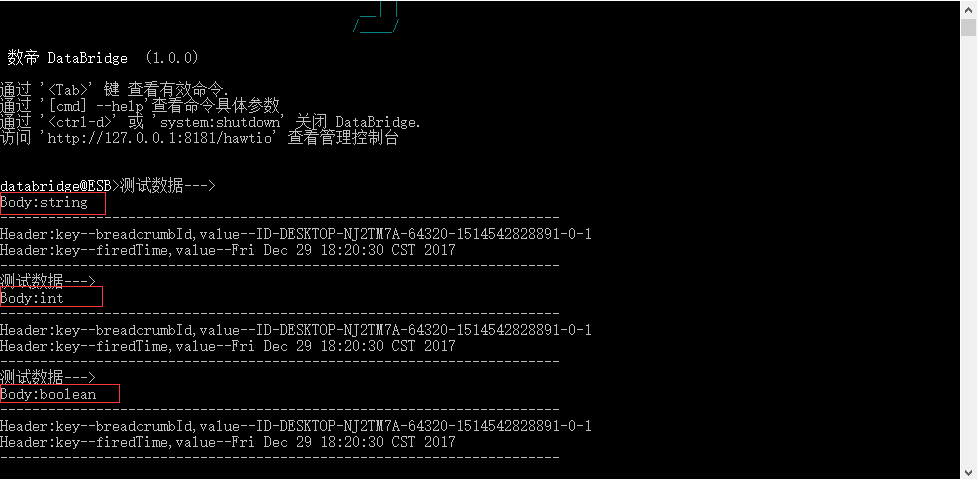 数帝 DataBridge （1.0.0）
通过 '<Tab>' 键 查看有效命令.
通过 '[cmd] --help'查看命令具体参数
通过 '<ctrl-d>' 或 'system:shutdown' 关闭 DataBridge.
访问 'http://127.0.0.1:8181/hawtio' 查看管理控制台
databridge@ESB>测试数据--->
Body:string
----------------------------------------------------------------------
Header:key--breadcrumbId,value--ID-DESKTOP-NJ2TM7A-64320-1514542828891-0-1
Header:key--firedTime,value--Fri Dec 29 18:20:30 CST 2017
----------------------------------------------------------------------
测试数据--->
Body:int
----------------------------------------------------------------------
Header:key--breadcrumbId,value--ID-DESKTOP-NJ2TM7A-64320-1514542828891-0-1
Header:key--firedTime,value--Fri Dec 29 18:20:30 CST 2017
----------------------------------------------------------------------
测试数据--->
Body:boolean
----------------------------------------------------------------------
Header:key--breadcrumbId,value--ID-DESKTOP-NJ2TM7A-64320-1514542828891-0-1
Header:key--firedTime,value--Fri Dec 29 18:20:30 CST 2017
----------------------------------------------------------------------